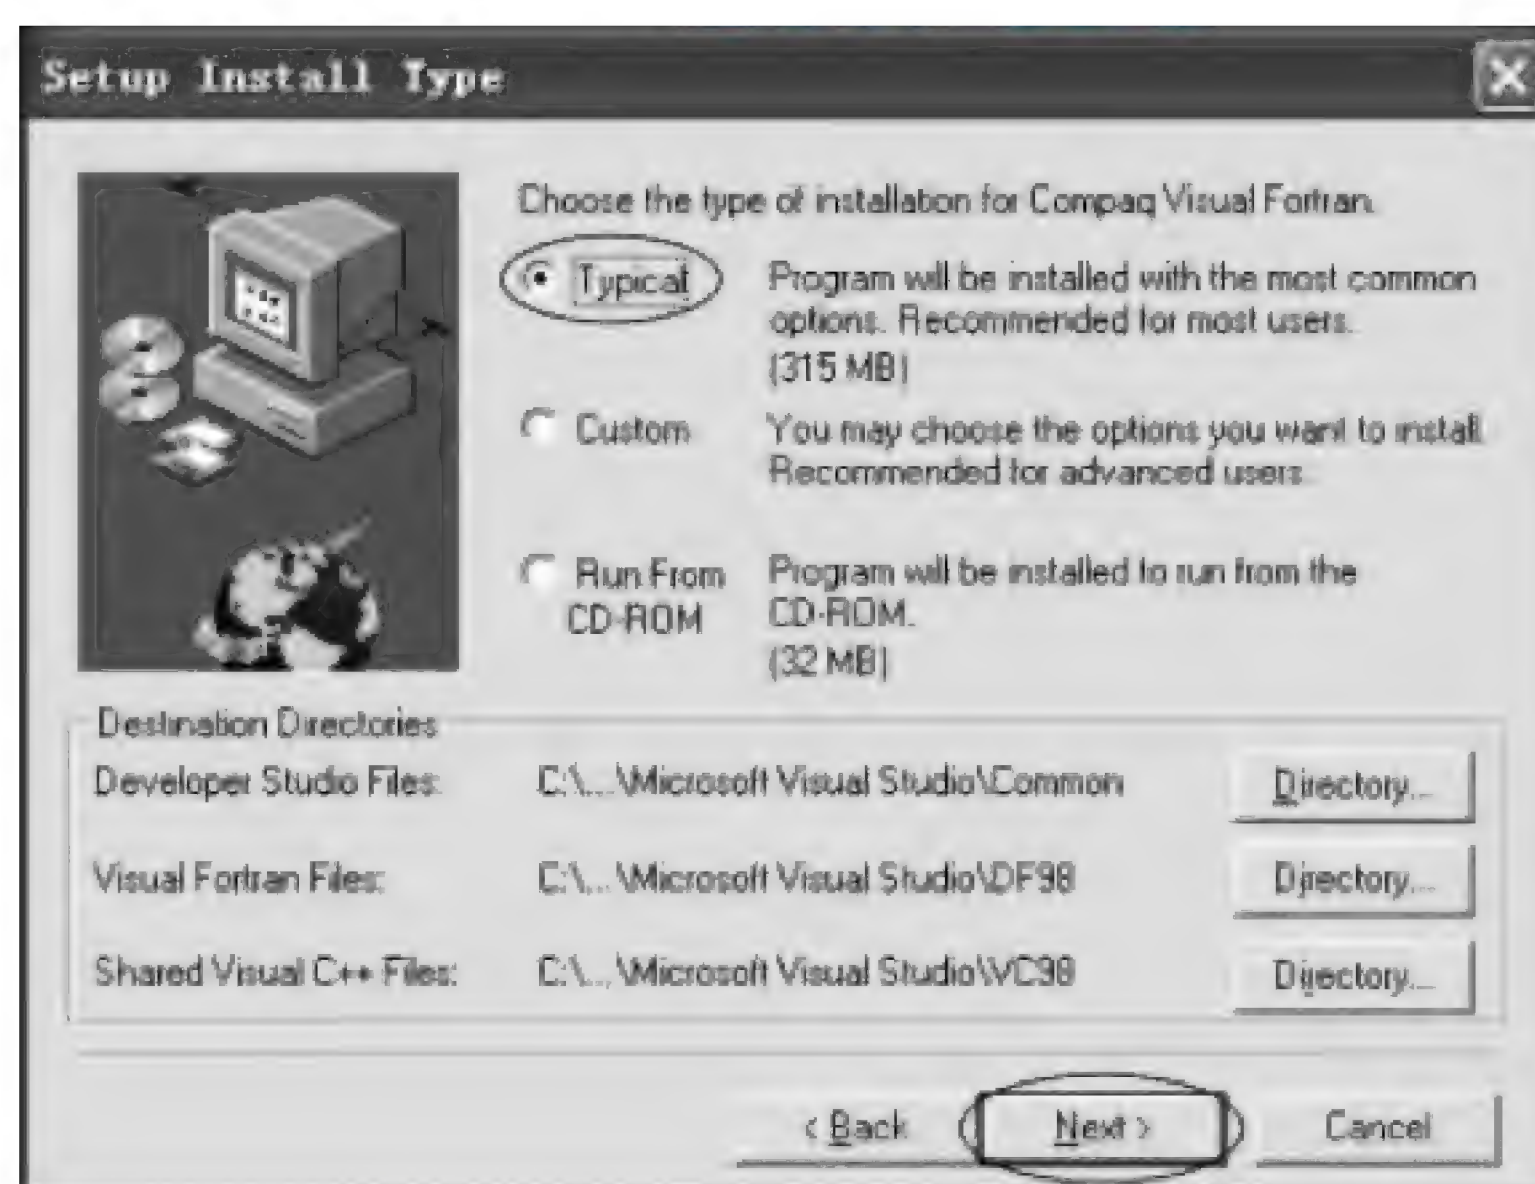 Setup Install Type
Choose the type of installation for Compaq Visual Fortran.
Typical
Program will be installed with the most common
options. Recommended for most users.
(315 MB)
Custom
You may choose the options you want to install.
Recommended for advanced users.
Run From
CD-ROM
Program will be installed to run from the
CD-ROM.
(32 MB)
Destination Directories
Developer Studio Files:
C:\...\Microsoft Visual Studio\Common
Directory...
Visual Fortran Files:
C:\...\Microsoft Visual Studio\DF98
Directory...
Shared Visual C++ Files:
C:\...\Microsoft Visual Studio\VC98
Directory...
< Back
Next >
Cancel